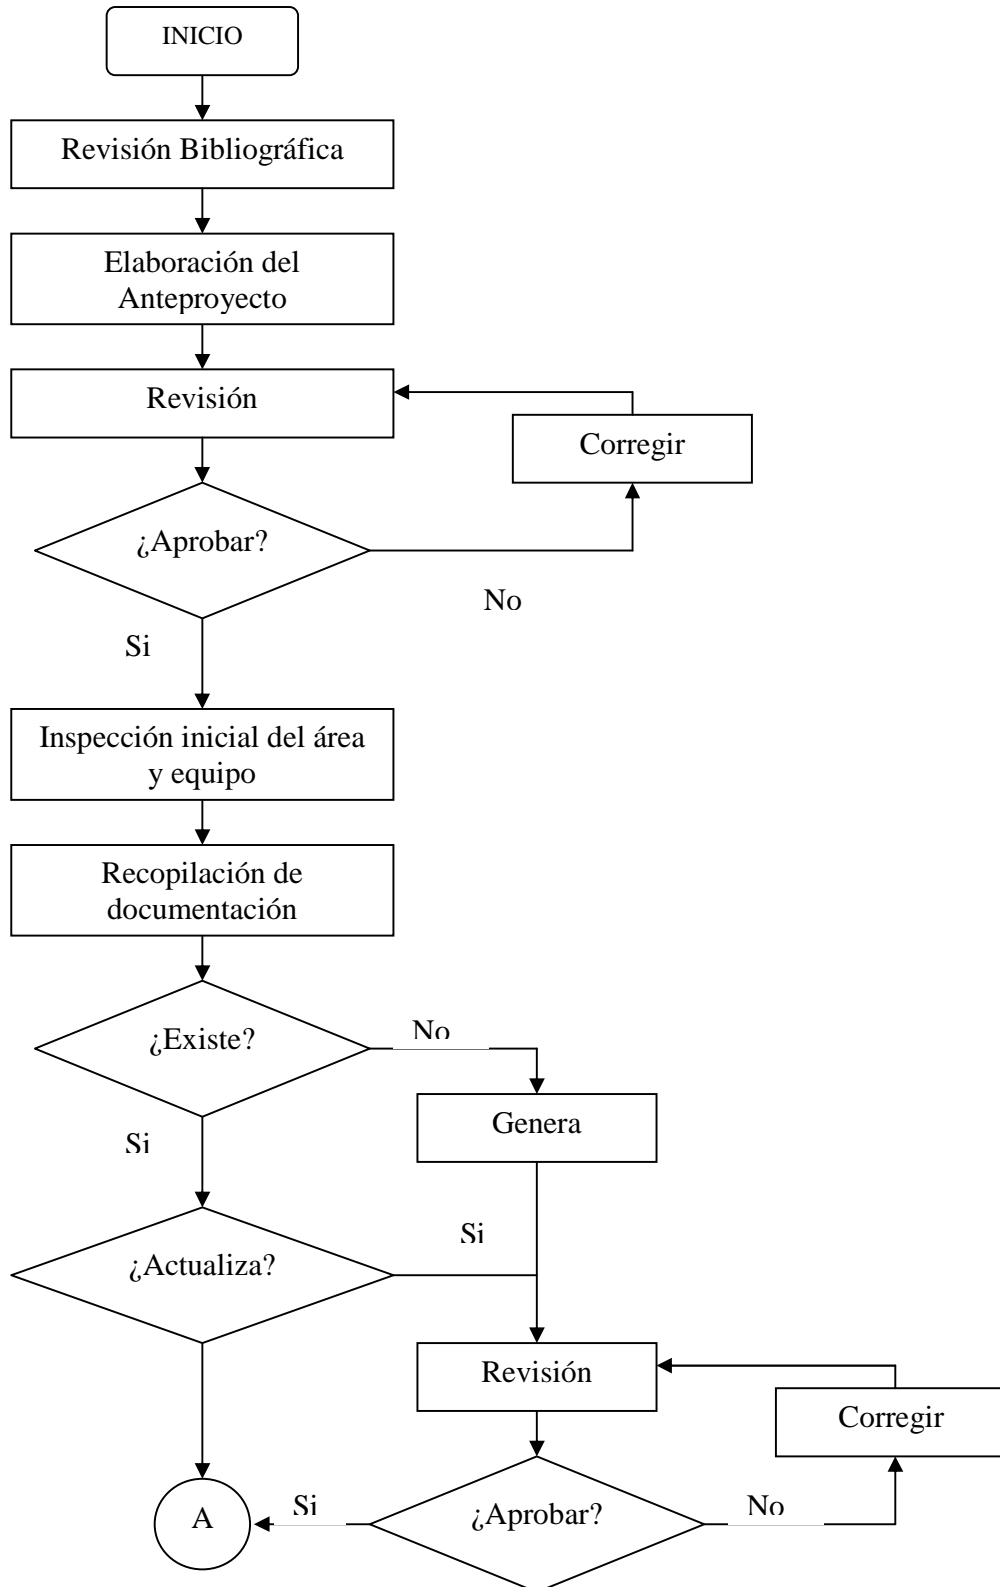 INICIO
Revisión Bibliográfica
Elaboración del
Anteproyecto
Revisión
Corregir
¿Aprobar?
No
Si
Inspección inicial del área
y equipo
Recopilación de
documentación
¿Existe?
No
Si
Genera
Si
¿Actualiza?
Revisión
Corregir
A
Si
¿Aprobar?
No